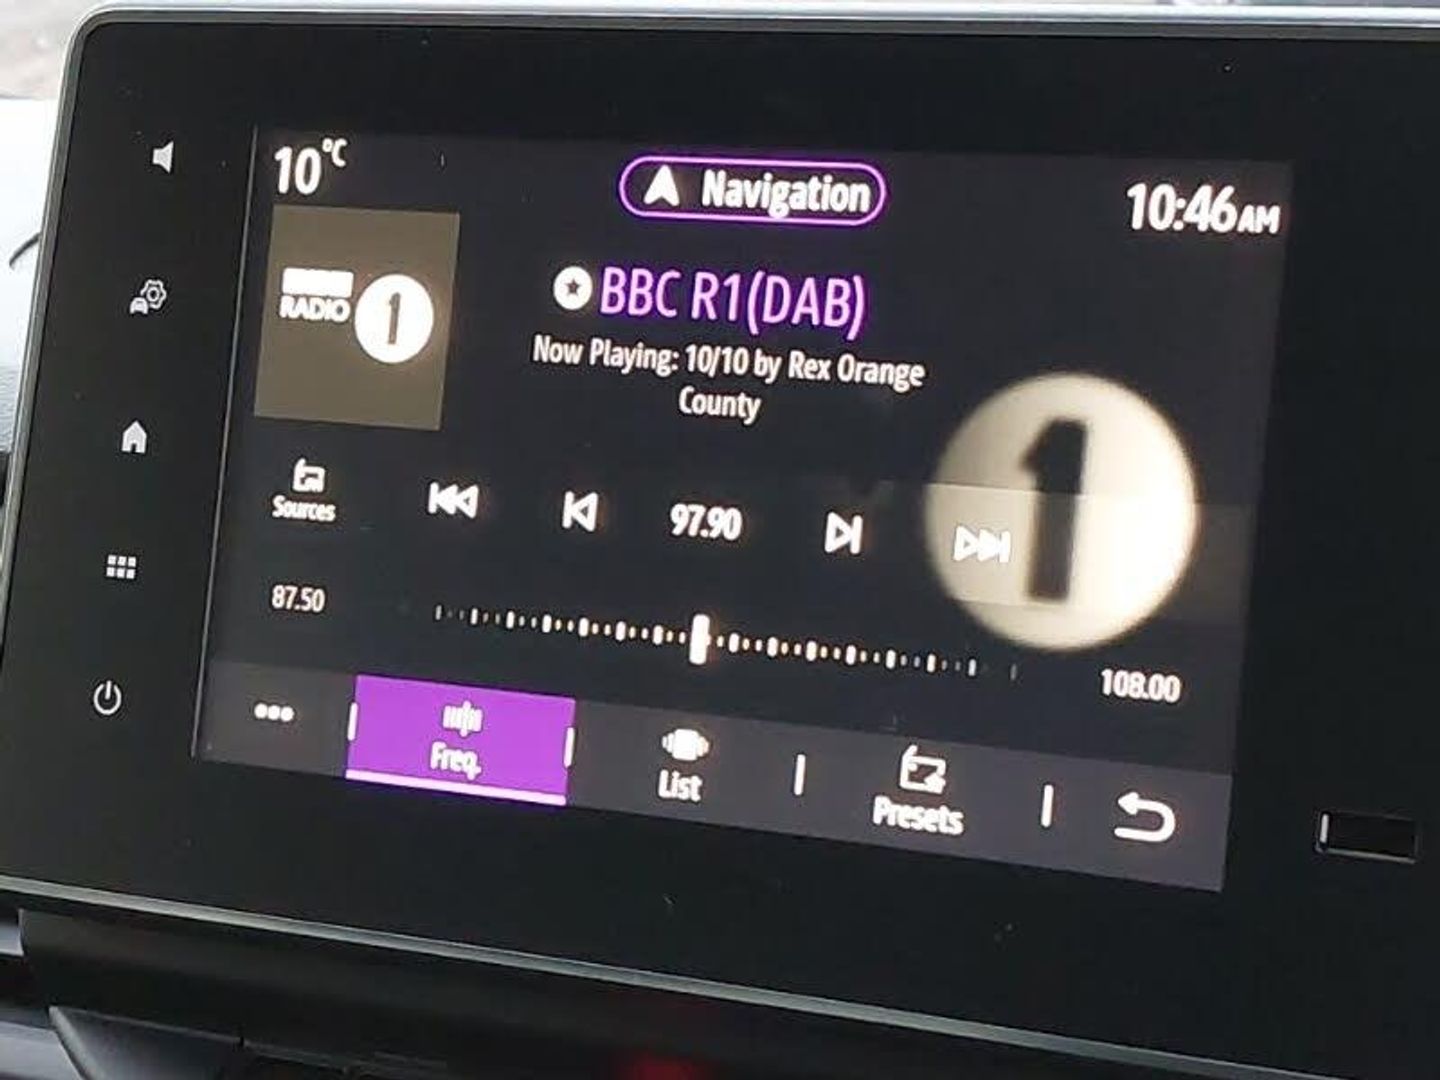 10°C
Navigation
10:46AM
RADIO 1
BBC R1(DAB)
Now Playing: 10/10 by Rex Orange
County
1
Sources
97.90
87.50
108.00
Freq.
List
Presets